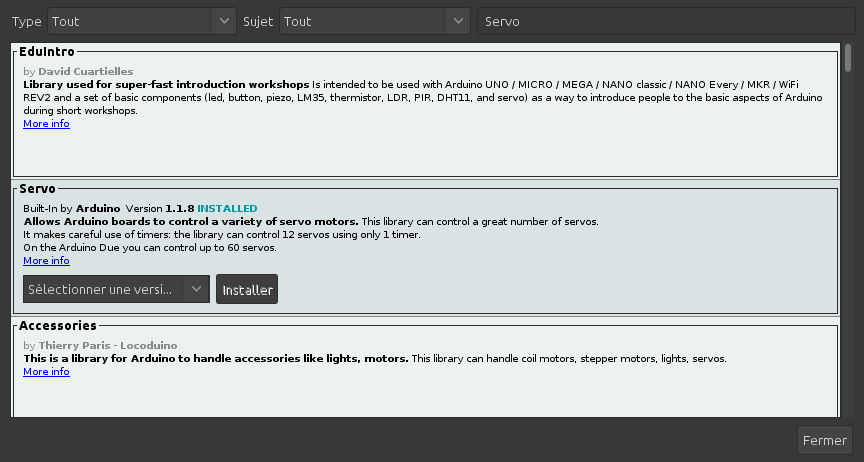 Type Tout Sujet Tout Servo
EduIntro
by David Cuartielles
Library used for super-fast introduction workshops Is intended to be used with Arduino UNO / MICRO / MEGA / NANO classic / NANO Every / MKR / WiFi
REV2 and a set of basic components (led, button, piezo, LM35, thermistor, LDR, PIR, DHT11, and servo) as a way to introduce people to the basic aspects of Arduino
during short workshops.
More info
Servo
Built-In by Arduino Version 1.1.8 INSTALLED
Allows Arduino boards to control a variety of servo motors. This library can control a great number of servos.
It makes careful use of timers: the library can control 12 servos using only 1 timer.
On the Arduino Due you can control up to 60 servos.
More info
Sélectionner une versi... Installer
Accessories
by Thierry Paris - Locoduino
This is a library for Arduino to handle accessories like lights, motors. This library can handle coil motors, stepper motors, lights, servos.
More info
Fermer